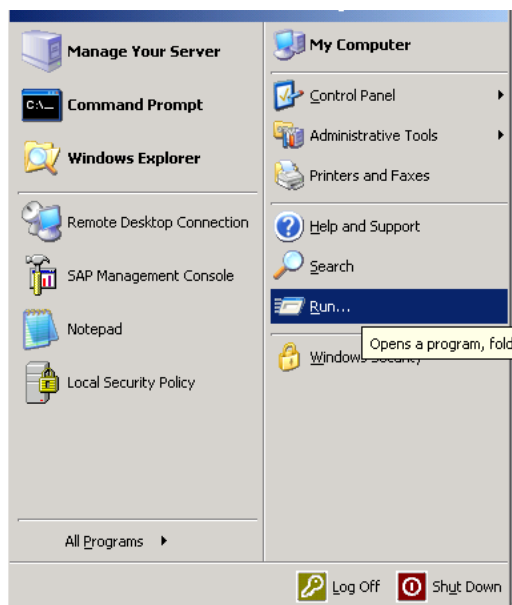 Manage Your Server
C:\_
Command Prompt
Windows Explorer
Remote Desktop Connection
SAP Management Console
Notepad
Local Security Policy
All Programs
My Computer
Control Panel
Administrative Tools
Printers and Faxes
Help and Support
Search
Run...
Opens a program, fold
Windows Security
Log Off
Shut Down